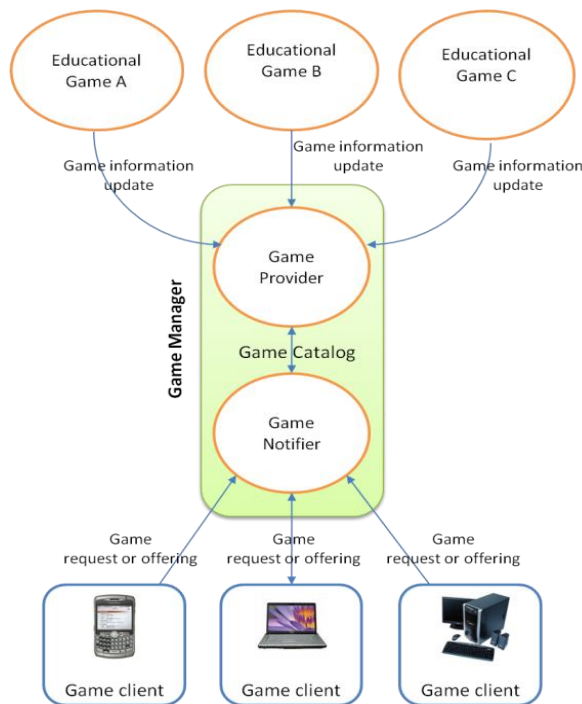 Educational
Game A
Educational
Game B
Educational
Game C
Game information
update
Game information
update
Game information
update
Game Manager
Game
Provider
Game Catalog
Game
Notifier
Game
request or offering
Game
request or offering
Game
request or offering
Game client
Game client
Game client